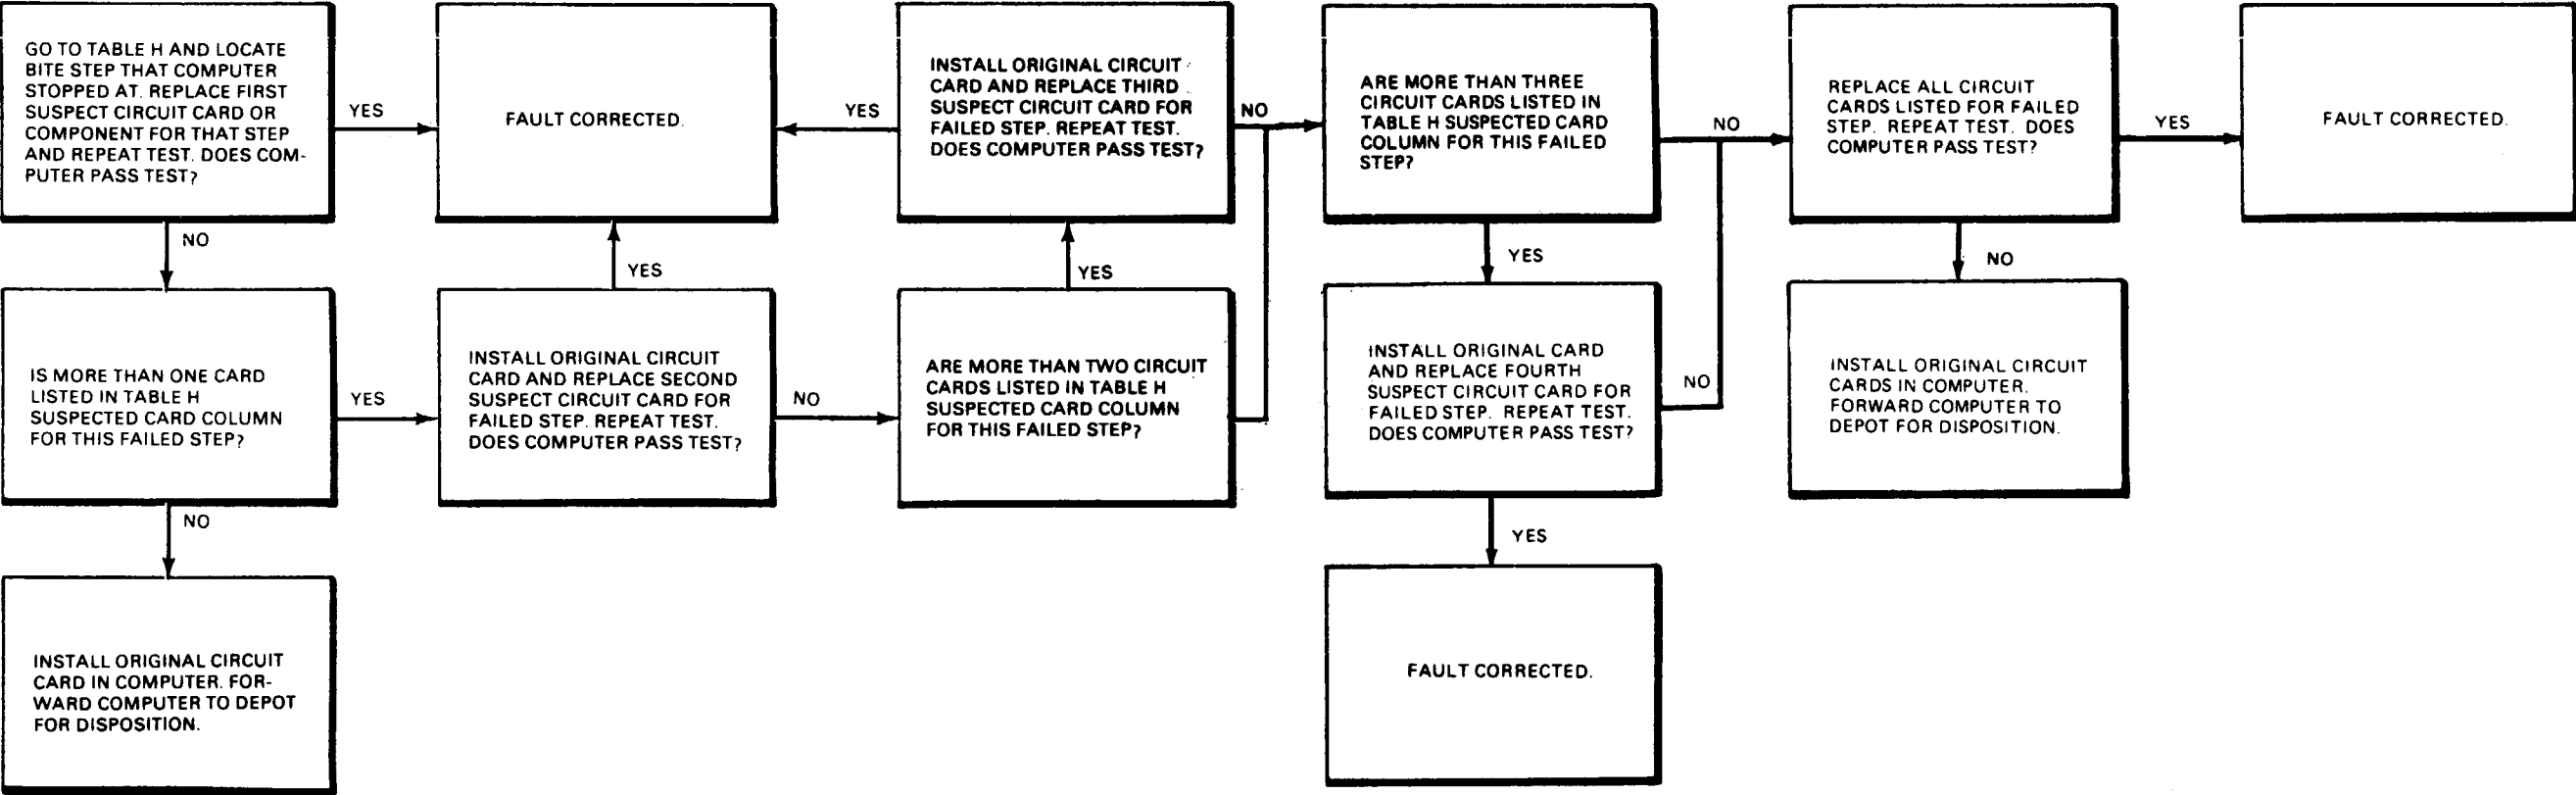 GO TO TABLE H AND LOCATE
BITE STEP THAT COMPUTER
STOPPED AT. REPLACE FIRST
SUSPECT CIRCUIT CARD OR
COMPONENT FOR THAT STEP
AND REPEAT TEST. DOES COM-
PUTER PASS TEST?
YES
FAULT CORRECTED.
YES
INSTALL ORIGINAL CIRCUIT
CARD AND REPLACE THIRD
SUSPECT CIRCUIT CARD FOR
FAILED STEP. REPEAT TEST.
DOES COMPUTER PASS TEST?
NO
ARE MORE THAN THREE
CIRCUIT CARDS LISTED IN
TABLE H SUSPECTED CARD
COLUMN FOR THIS FAILED
STEP?
NO
REPLACE ALL CIRCUIT
CARDS LISTED FOR FAILED
STEP. REPEAT TEST. DOES
COMPUTER PASS TEST?
YES
FAULT CORRECTED.
NO
YES
YES
YES
NO
IS MORE THAN ONE CARD
LISTED IN TABLE H
SUSPECTED CARD COLUMN
FOR THIS FAILED STEP?
YES
INSTALL ORIGINAL CIRCUIT
CARD AND REPLACE SECOND
SUSPECT CIRCUIT CARD FOR
FAILED STEP. REPEAT TEST.
DOES COMPUTER PASS TEST?
NO
ARE MORE THAN TWO CIRCUIT
CARDS LISTED IN TABLE H
SUSPECTED CARD COLUMN
FOR THIS FAILED STEP?
INSTALL ORIGINAL CARD
AND REPLACE FOURTH
SUSPECT CIRCUIT CARD FOR
FAILED STEP. REPEAT TEST.
DOES COMPUTER PASS TEST?
NO
INSTALL ORIGINAL CIRCUIT
CARDS IN COMPUTER.
FORWARD COMPUTER TO
DEPOT FOR DISPOSITION.
NO
YES
INSTALL ORIGINAL CIRCUIT
CARD IN COMPUTER. FOR-
WARD COMPUTER TO DEPOT
FOR DISPOSITION.
FAULT CORRECTED.